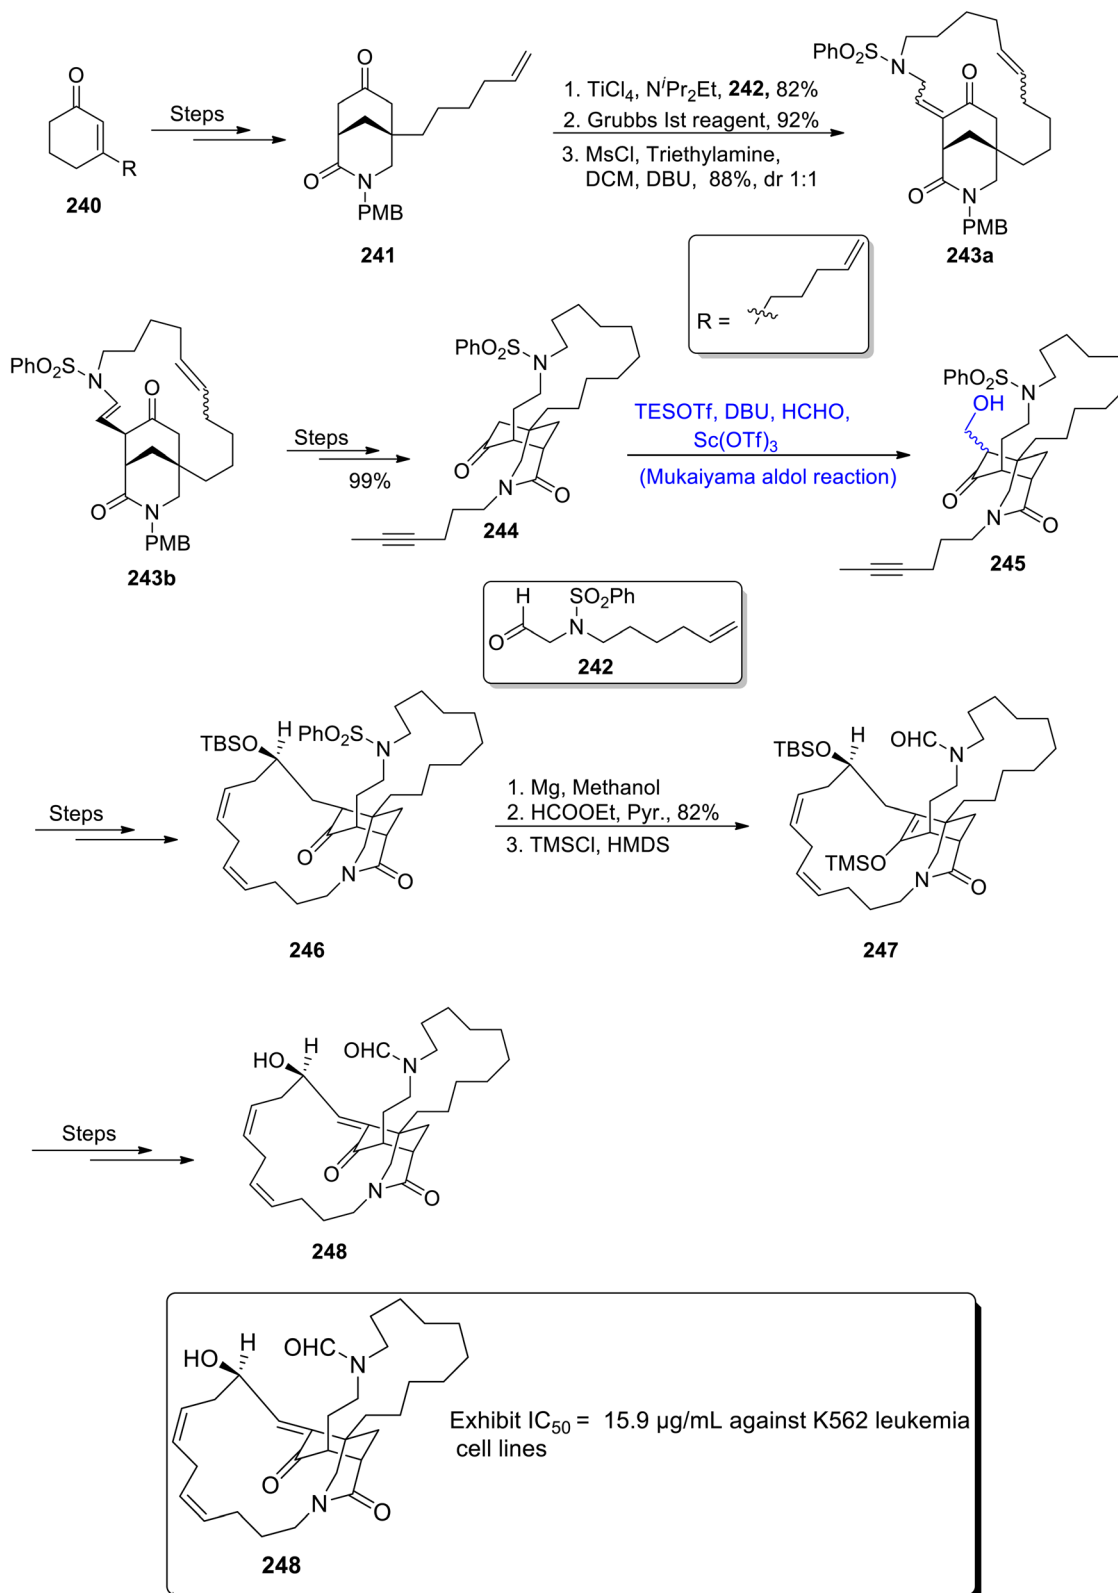 O
R
240
Steps
O
O
N
PMB
241
1. TiCl4, NiPr2Et, 242, 82%
2. Grubbs Ist reagent, 92%
3. MsCl, Triethylamine,
DCM, DBU, 88%, dr 1:1
PhO2S
N
O
O
N
PMB
243a
R =
PhO2S
N
O
O
N
PMB
243b
Steps
99%
PhO2S
N
O
N
O
244
TESOTf, DBU, HCHO,
Sc(OTf)3
(Mukaiyama aldol reaction)
PhO2S
OH
N
O
N
O
245
H
SO2Ph
O
N
242
Steps
H
TBSO
PhO2S
N
O
N
O
246
1. Mg, Methanol
2. HCOOEt, Pyr., 82%
3. TMSCl, HMDS
H
TBSO
OHC
N
TMSO
N
O
247
Steps
H
HO
OHC
N
O
N
O
248
H
HO
OHC
N
O
N
O
248
Exhibit IC50 = 15.9 µg/mL against K562 leukemia
cell lines